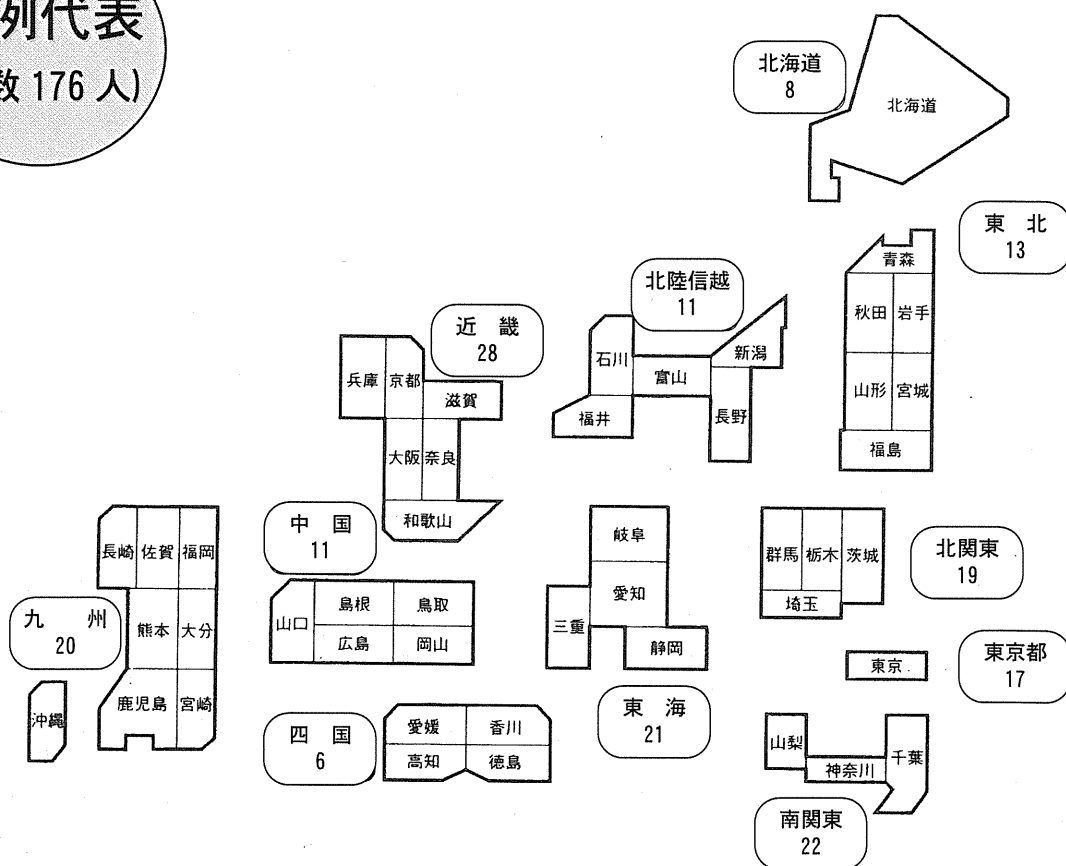 例代表
数 176 人)
北海道
8
北海道
東 北
13
青森
秋田
岩手
山形
宮城
福島
北陸信越
11
新潟
石川
富山
福井
長野
近 畿
28
兵庫
京都
滋賀
大阪
奈良
和歌山
中 国
11
島根
鳥取
山口
広島
岡山
岐阜
愛知
三重
静岡
東 海
21
群馬
栃木
茨城
埼玉
北関東
19
東京
東京都
17
山梨
神奈川
千葉
南関東
22
四 国
6
愛媛
香川
高知
徳島
九 州
20
長崎
佐賀
福岡
熊本
大分
鹿児島
宮崎
沖縄